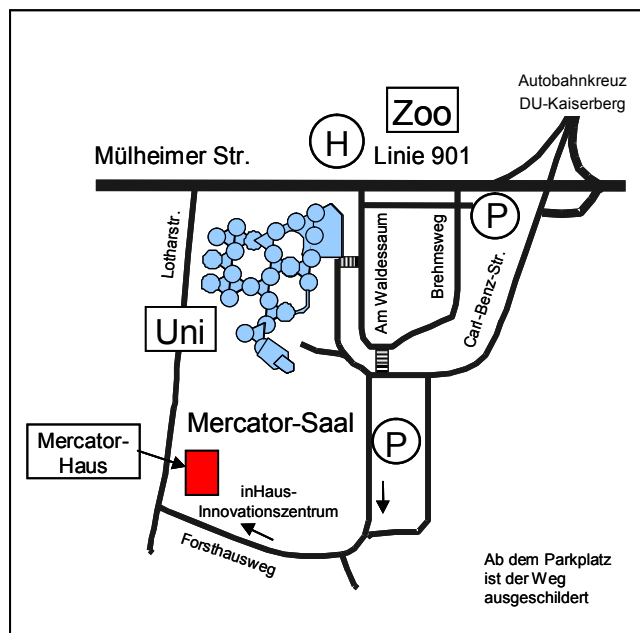 Autobahnkreuz
DU-Kaiserberg
Zoo
H
Mülheimer Str.
Linie 901
P
Lotharstr.
Am Waldessaum
Brehmsweg
Carl-Benz-Str.
Uni
Mercator-Saal
P
Mercator-
Haus
inHaus-
Innovationszentrum
Forsthausweg
Ab dem Parkplatz
ist der Weg
ausgeschildert